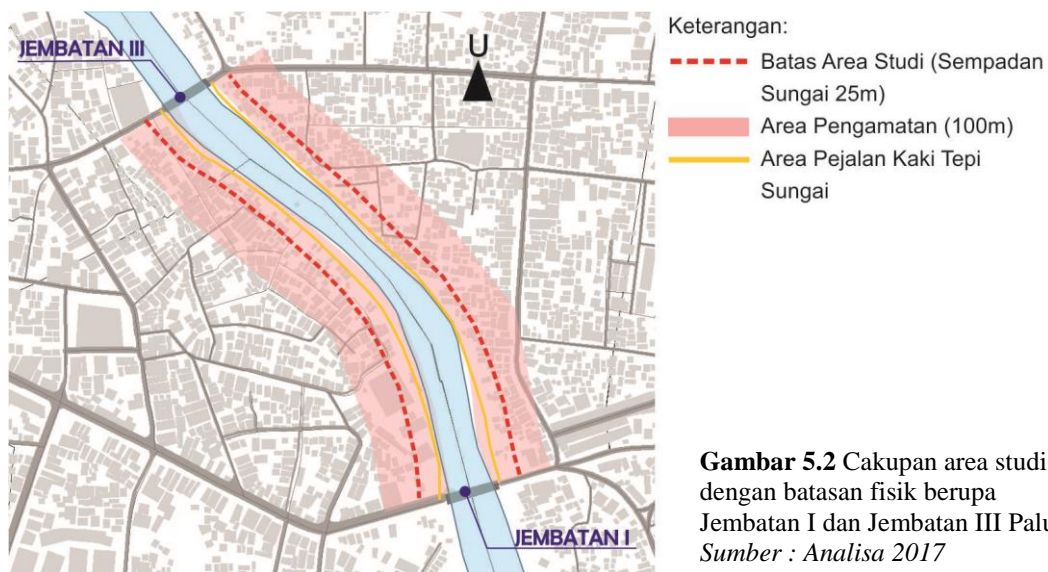 JEMBATAN III
U
JEMBATAN I
Keterangan:
Batas Area Studi (Sempadan
Sungai 25m)
Area Pengamatan (100m)
Area Pejalan Kaki Tepi
Sungai
Gambar 5.2 Cakupan area studi
dengan batasan fisik berupa
Jembatan I dan Jembatan III Palu
Sumber : Analisa 2017